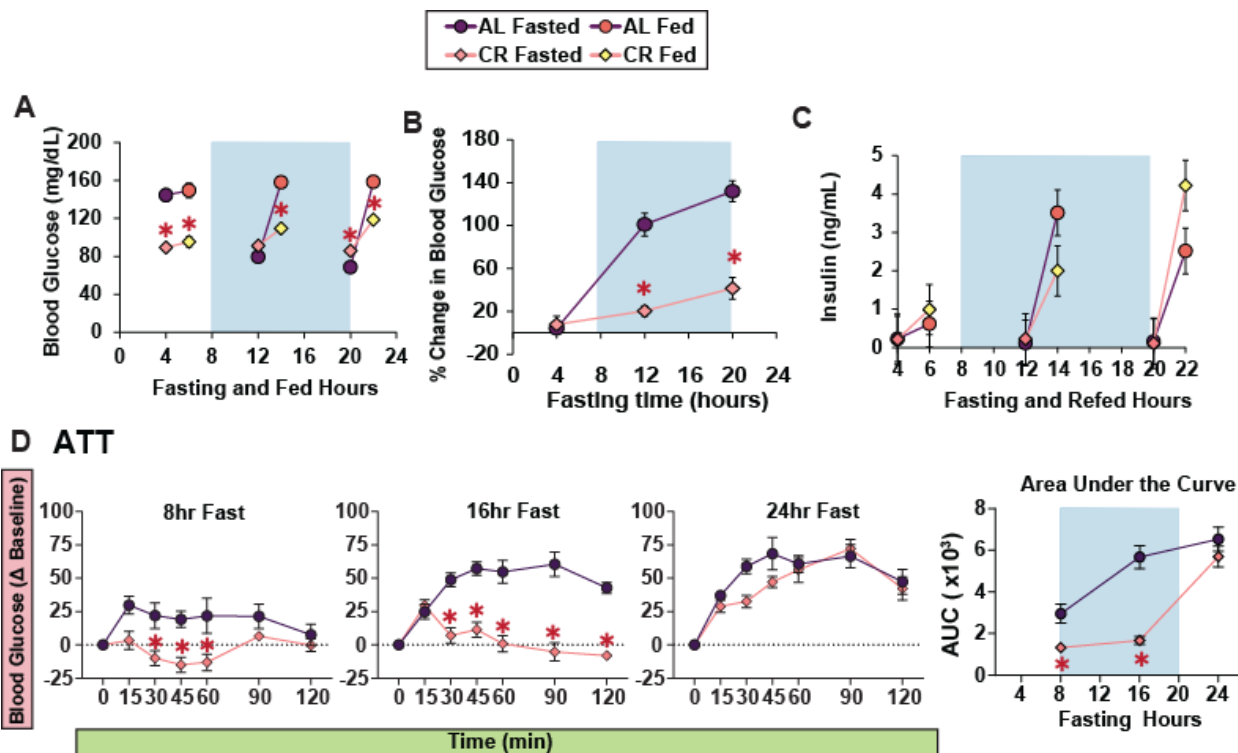 AL Fasted AL Fed
CR Fasted CR Fed
A
Blood Glucose (mg/dL)
200
160
120
80
40
0
0 4 8 12 16 20 24
Fasting and Fed Hours
B
% Change in Blood Glucose
180
140
100
60
20
-20
0 4 8 12 16 20 24
Fasting time (hours)
C
Insulin (ng/mL)
5
4
3
2
1
0
4 6 8 10 12 14 16 18 20 22
Fasting and Refed Hours
D ATT
Blood Glucose (Δ Baseline)
8hr Fast
100
75
50
25
0
-25
0 15 30 45 60 90 120
16hr Fast
100
75
50
25
0
-25
0 15 30 45 60 90 120
24hr Fast
100
75
50
25
0
-25
0 15 30 45 60 90 120
Time (min)
Area Under the Curve
AUC ( x10³)
8
6
4
2
0
4 8 12 16 20 24
Fasting Hours